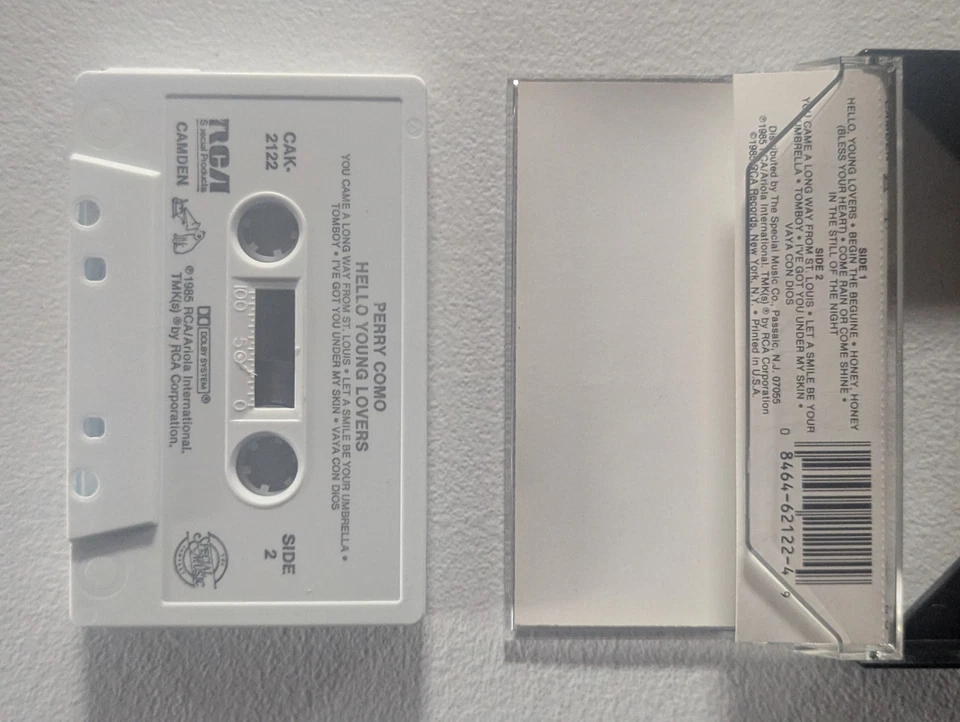 PERRY COMO
HELLO YOUNG LOVERS
YOU CAME A LONG WAY FROM ST. LOUIS • LET A SMILE BE YOUR UMBRELLA •
TOMBOY • I'VE GOT YOU UNDER MY SKIN • VAYA CON DIOS
CAK-
2122
SIDE
2
100 50 0
RCA
Special Products
CAMDEN
DOLBY SYSTEM ®
℗1985 RCA/Ariola International.
TMK(s) ® by RCA Corporation.
THE
SPECIAL
MUSIC
COMPANY
SIDE 1
HELLO, YOUNG LOVERS • BEGIN THE BEGUINE • HONEY, HONEY
(BLESS YOUR HEART) • COME RAIN OR COME SHINE •
IN THE STILL OF THE NIGHT
SIDE 2
YOU CAME A LONG WAY FROM ST. LOUIS • LET A SMILE BE YOUR
UMBRELLA • TOMBOY • I'VE GOT YOU UNDER MY SKIN •
VAYA CON DIOS
Distributed by The Special Music Co., Passaic, N.J. 07055
℗1985 RCA/Ariola International. TMK(s) ® by RCA Corporation
©1985 RCA Records, New York, N.Y. • Printed in U.S.A.
0 8464-62122-4 9